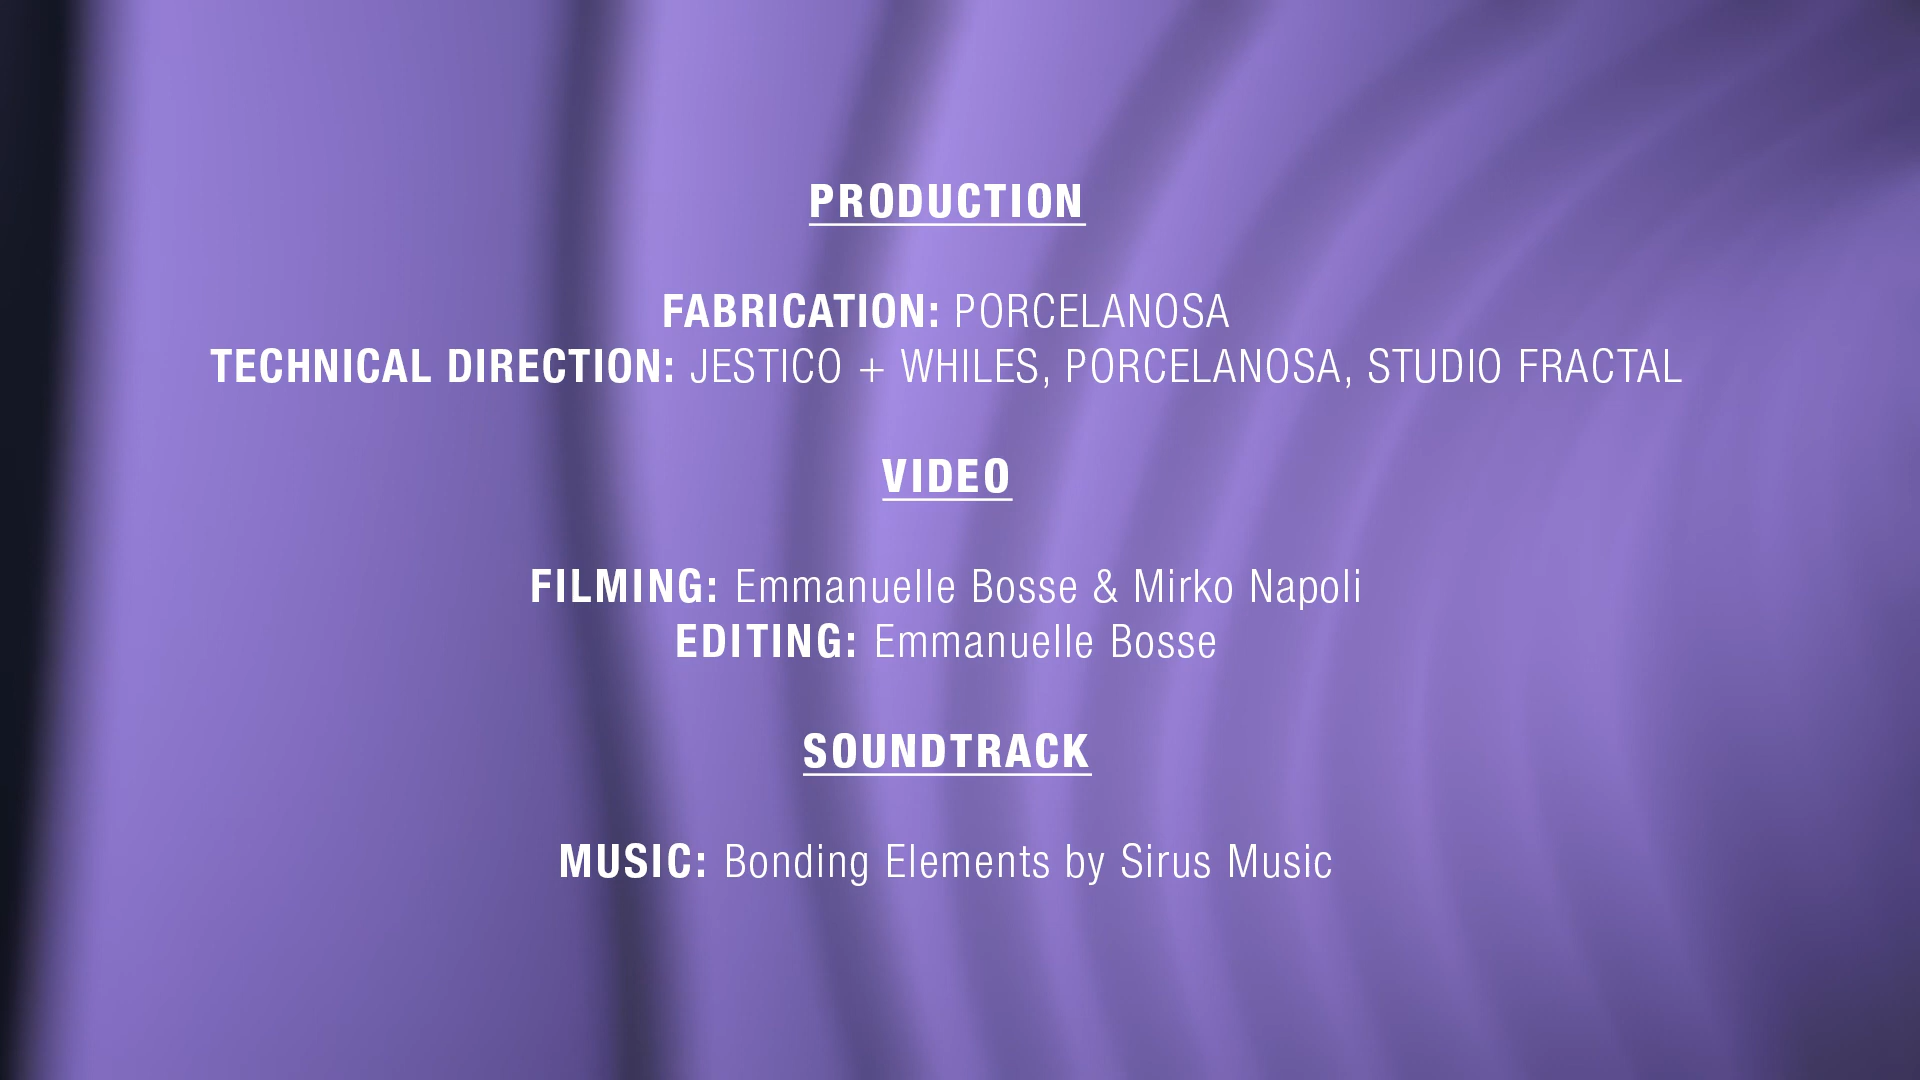 PRODUCTION
FABRICATION: PORCELANOSA
TECHNICAL DIRECTION: JESTICO + WHILES, PORCELANOSA, STUDIO FRACTAL
VIDEO
FILMING: Emmanuelle Bosse & Mirko Napoli
EDITING: Emmanuelle Bosse
SOUNDTRACK
MUSIC: Bonding Elements by Sirus Music